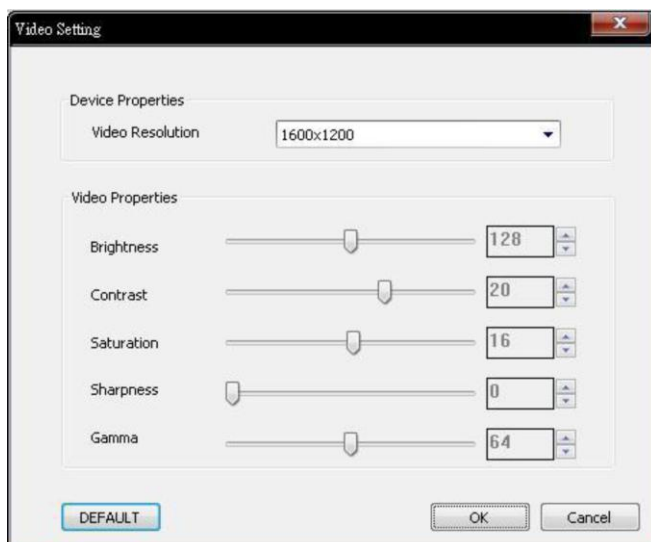 Video Setting
Device Properties
Video Resolution 1600x1200
Video Properties
Brightness 128
Contrast 20
Saturation 16
Sharpness 0
Gamma 64
DEFAULT OK Cancel